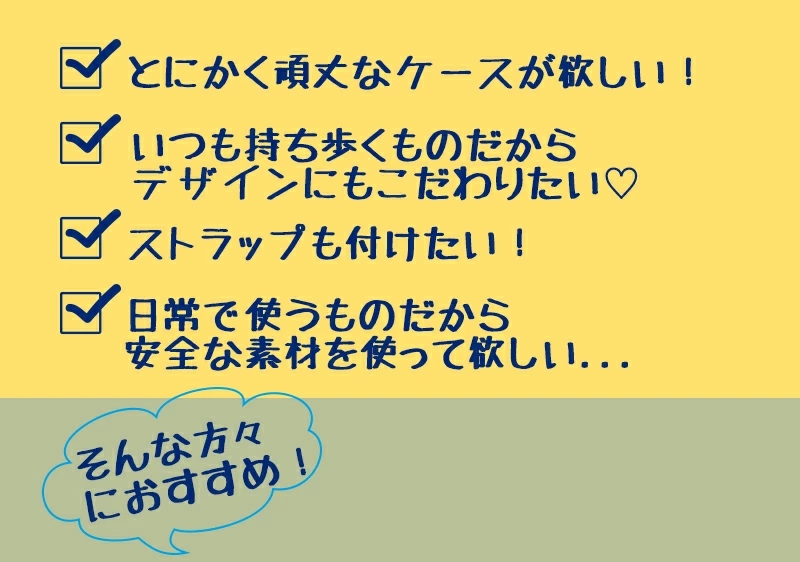 とにかく頑丈なケースが欲しい！
いつも持ち歩くものだから
デザインにもこだわりたい♡
ストラップも付けたい！
日常で使うものだから
安全な素材を使って欲しい...
そんな方々
におすすめ！